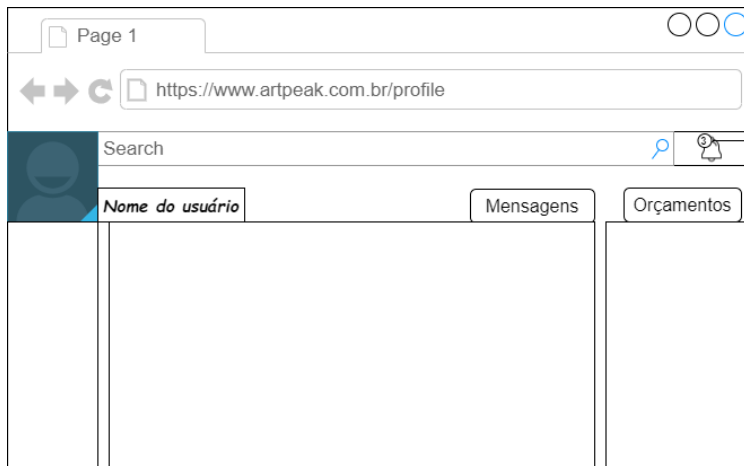 Page 1
https://www.artpeak.com.br/profile
Search
3
Nome do usuário
Mensagens
Orçamentos